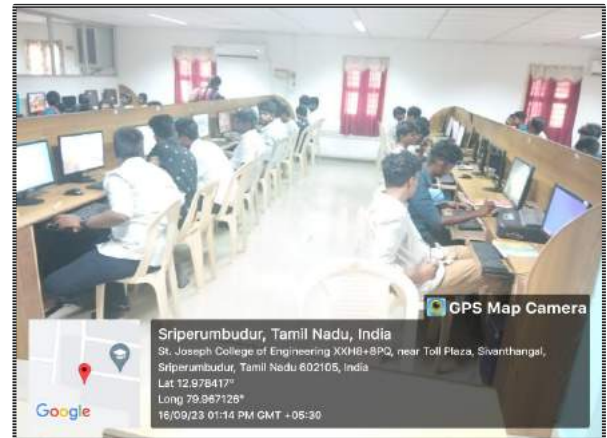 GPS Map Camera
Sriperumbudur, Tamil Nadu, India
St. Joseph College of Engineering XXH8+8PQ, near Toll Plaza, Sivanthangal,
Sriperumbudur, Tamil Nadu 602105, India
Lat 12.978417°
Long 79.967126°
16/09/23 01:14 PM GMT +05:30
Google